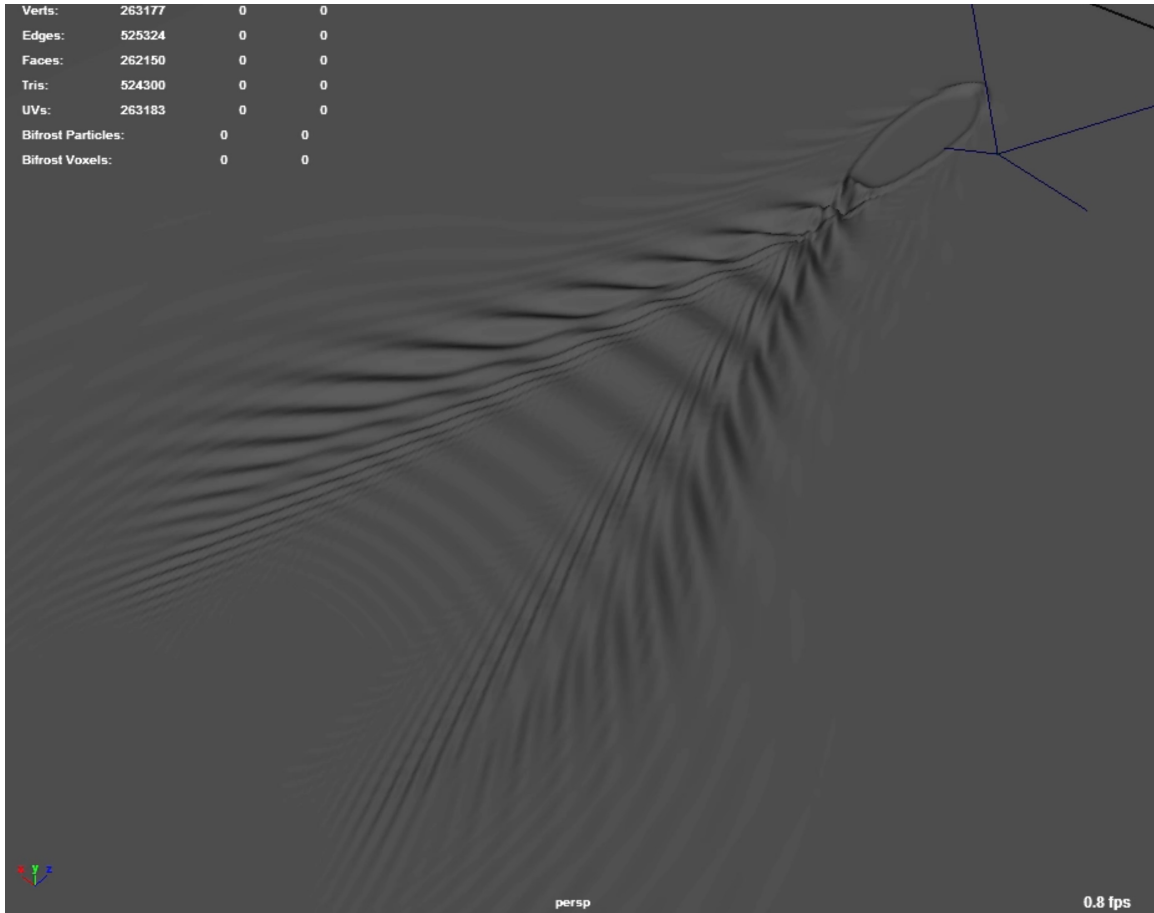 Verts: 263177 0 0
Edges: 525324 0 0
Faces: 262150 0 0
Tris: 524300 0 0
UVs: 263183 0 0
Bifrost Particles: 0 0
Bifrost Voxels: 0 0
x y z
persp
0.8 fps